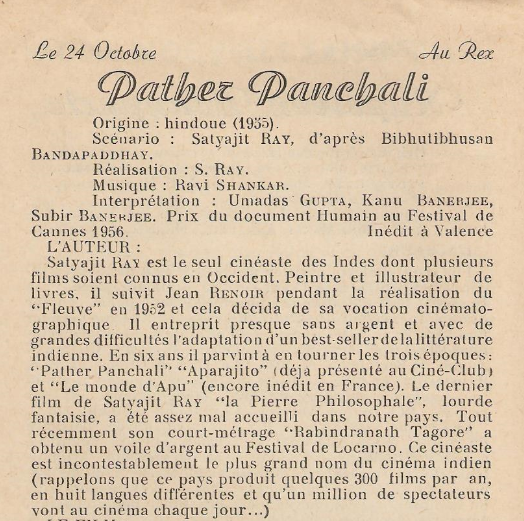 Le 24 Octobre Au Rex
Pather Panchali
Origine : hindoue (1955).
Scénario : Satyajit RAY, d'après Bibhutibhusan
BANDAPADDHAY.
Réalisation : S. RAY.
Musique : Ravi SHANKAR.
Interprétation : Umadas GUPTA, Kanu BANERJEE,
Subir BANERJEE. Prix du document Humain au Festival de
Cannes 1956. Inédit à Valence
L'AUTEUR :
Satyajit RAY est le seul cinéaste des Indes dont plusieurs
films soient connus en Occident. Peintre et illustrateur de
livres, il suivit Jean RENOIR pendant la réalisation du
"Fleuve" en 1952 et cela décida de sa vocation cinémato-
graphique. Il entreprit presque sans argent et avec de
grandes difficultés l'adaptation d'un best-seller de la littérature
indienne. En six ans il parvint à en tourner les trois époques :
"Pather Panchali" "Aparajito" (déja présenté au Ciné-Club)
et "Le monde d'Apu" (encore inédit en France). Le dernier
film de Satyajit RAY "la Pierre Philosophale", lourde
fantaisie, a été assez mal accueilli dans notre pays. Tout
récemment son court-métrage "Rabindranath Tagore" a
obtenu un voile d'argent au Festival de Locarno. Ce cinéaste
est incontestablement le plus grand nom du cinéma indien
(rappelons que ce pays produit quelques 300 films par an,
en huit langues différentes et qu'un million de spectateurs
vont au cinéma chaque jour...)